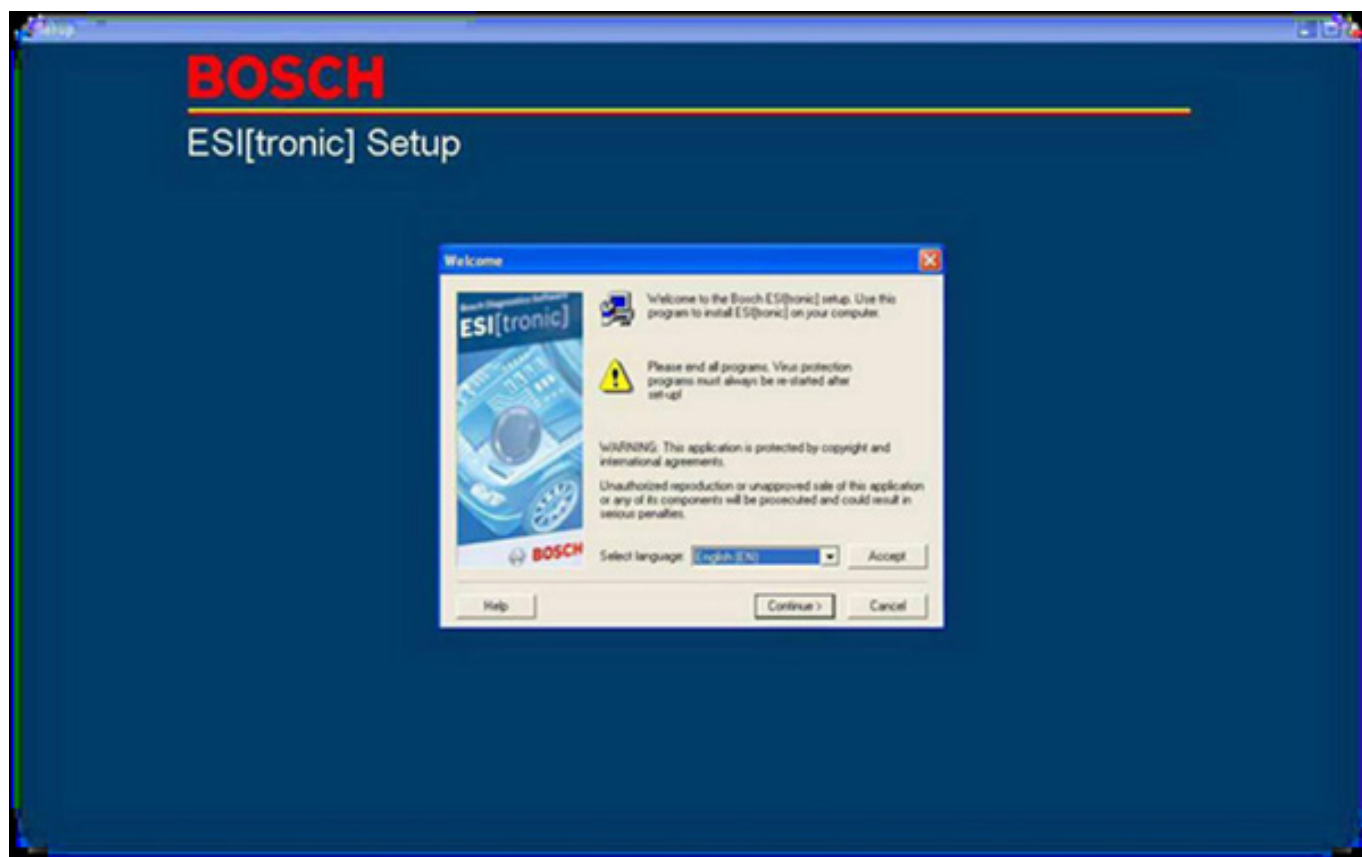 Setup
BOSCH
ESI[tronic] Setup
Welcome
Bosch Diagnostics Software
ESI[tronic]
BOSCH
Welcome to the Bosch ESI[tronic] setup. Use this
program to install ESI[tronic] on your computer.
Please end all programs. Virus protection
programs must always be re-started after
set-up!
WARNING: This application is protected by copyright and
international agreements.
Unauthorized reproduction or unapproved sale of this application
or any of its components will be prosecuted and could result in
serious penalties.
Select language: English (EN) Accept
Help Continue > Cancel